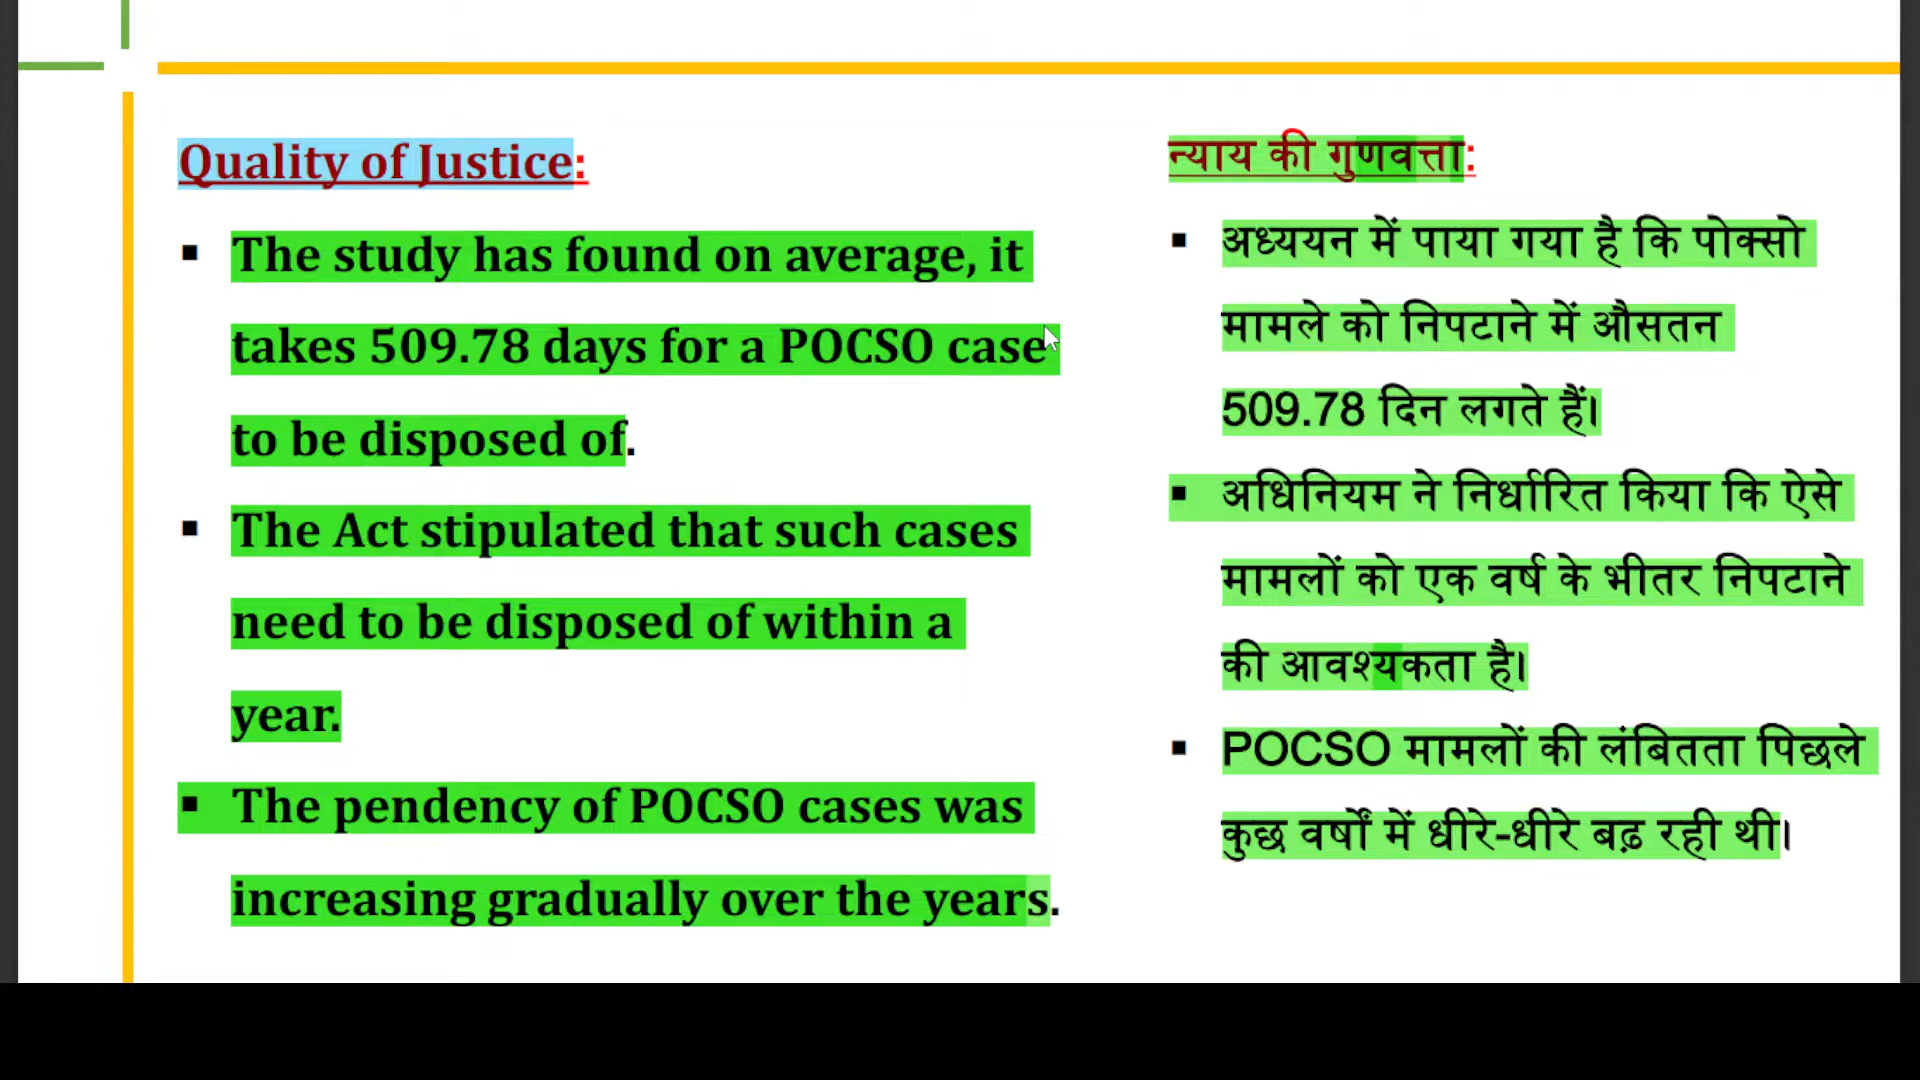 Quality of Justice:
▪ The study has found on average, it
takes 509.78 days for a POCSO case
to be disposed of.
▪ The Act stipulated that such cases
need to be disposed of within a
year.
▪ The pendency of POCSO cases was
increasing gradually over the years.
न्याय की गुणवत्ता:
▪ अध्ययन में पाया गया है कि पोक्सो
मामले को निपटाने में औसतन
509.78 दिन लगते हैं।
▪ अधिनियम ने निर्धारित किया कि ऐसे
मामलों को एक वर्ष के भीतर निपटाने
की आवश्यकता है।
▪ POCSO मामलों की लंबितता पिछले
कुछ वर्षों में धीरे-धीरे बढ़ रही थी।